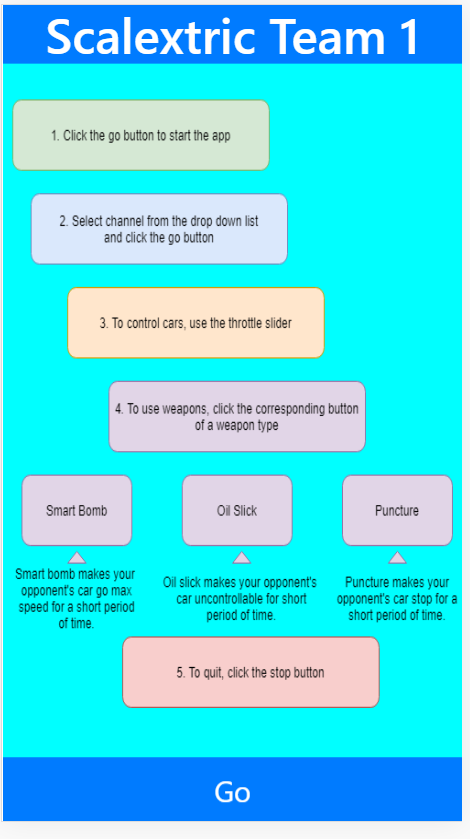 Scalextric Team 1
1. Click the go button to start the app
2. Select channel from the drop down list
and click the go button
3. To control cars, use the throttle slider
4. To use weapons, click the corresponding button
of a weapon type
Smart Bomb
Oil Slick
Puncture
Smart bomb makes your
opponent's car go max
speed for a short period
of time.
Oil slick makes your opponent's
car uncontrollable for short
period of time.
Puncture makes your
opponent's car stop for a
short period of time.
5. To quit, click the stop button
Go